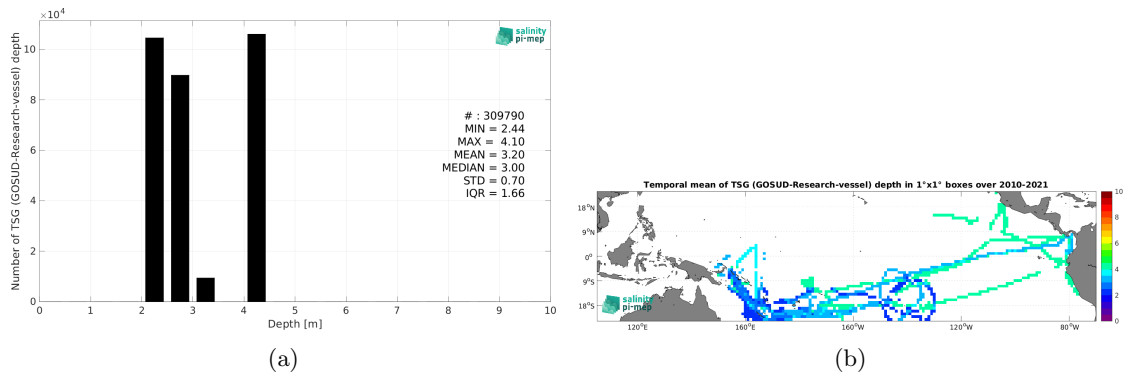 ×10⁴
10
8
6
4
2
0
Number of TSG (GOSUD-Research-vessel) depth
salinity
pi-mep
# : 309790
MIN = 2.44
MAX = 4.10
MEAN = 3.20
MEDIAN = 3.00
STD = 0.70
IQR = 1.66
0 1 2 3 4 5 6 7 8 9 10
Depth [m]
(a)
Temporal mean of TSG (GOSUD-Research-vessel) depth in 1°x1° boxes over 2010-2021
18°N
9°N
0°
9°S
18°S
salinity
pi-mep
120°E 160°E 160°W 120°W 80°W
10
8
6
4
2
0
(b)